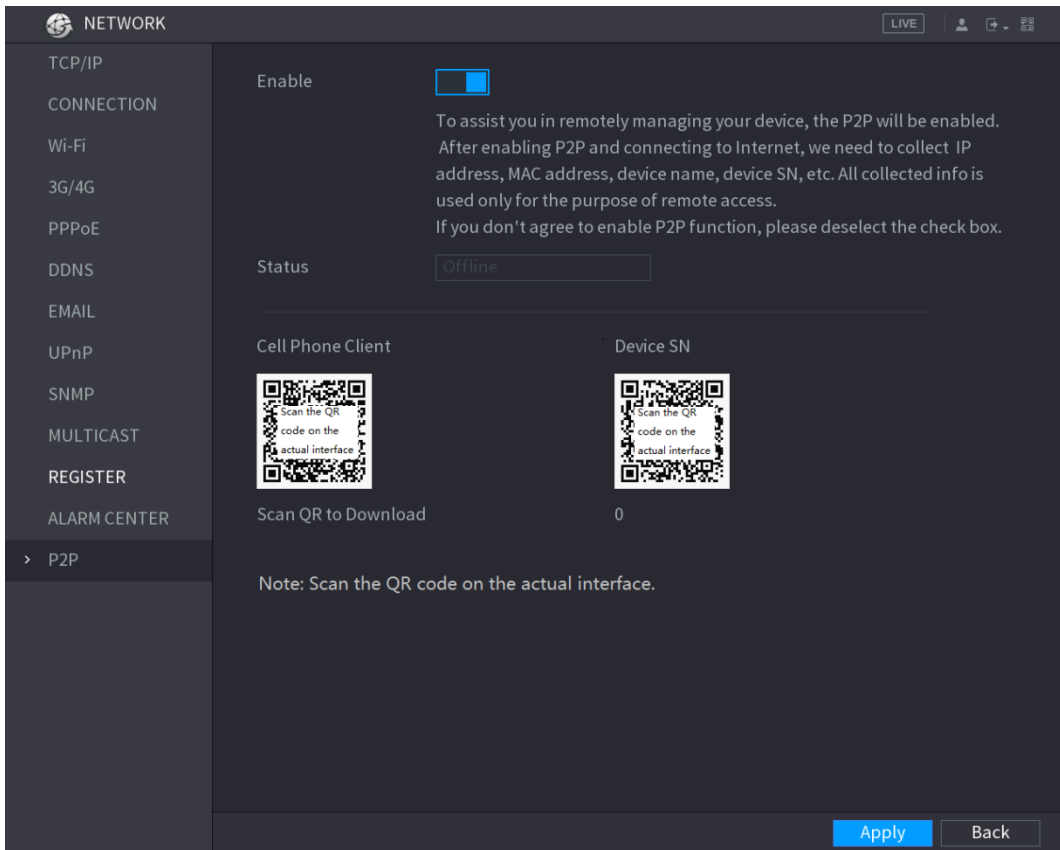 NETWORK
LIVE
TCP/IP
CONNECTION
Wi-Fi
3G/4G
PPPoE
DDNS
EMAIL
UPnP
SNMP
MULTICAST
REGISTER
ALARM CENTER
P2P
Enable
To assist you in remotely managing your device, the P2P will be enabled.
After enabling P2P and connecting to Internet, we need to collect IP
address, MAC address, device name, device SN, etc. All collected info is
used only for the purpose of remote access.
If you don't agree to enable P2P function, please deselect the check box.
Status
Offline
Cell Phone Client
Scan the QR
code on the
actual interface
Scan QR to Download
Device SN
Scan the QR
code on the
actual interface
0
Note: Scan the QR code on the actual interface.
Apply
Back